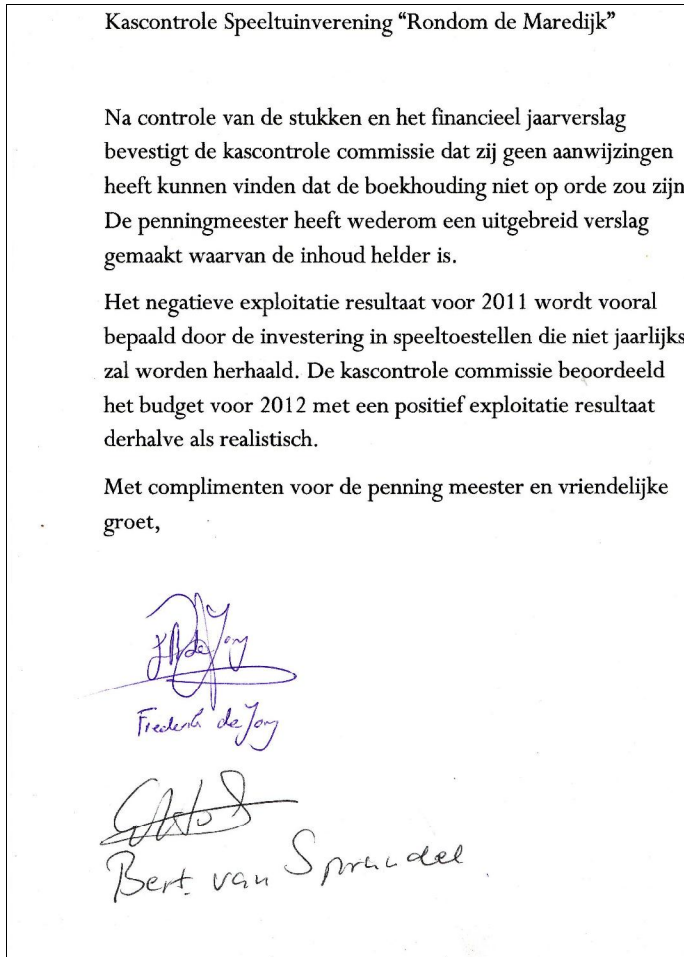 Kascontrole Speeltuinverening “Rondom de Maredijk”
Na controle van de stukken en het financieel jaarverslag
bevestigt de kascontrole commissie dat zij geen aanwijzingen
heeft kunnen vinden dat de boekhouding niet op orde zou zijn
De penningmeester heeft wederom een uitgebreid verslag
gemaakt waarvan de inhoud helder is.
Het negatieve exploitatie resultaat voor 2011 wordt vooral
bepaald door de investering in speeltoestellen die niet jaarlijks
zal worden herhaald. De kascontrole commissie beoordeeld
het budget voor 2012 met een positief exploitatie resultaat
derhalve als realistisch.
Met complimenten voor de penning meester en vriendelijke
groet,
de Jong
Frederik de Jong
Bert van Sprundel